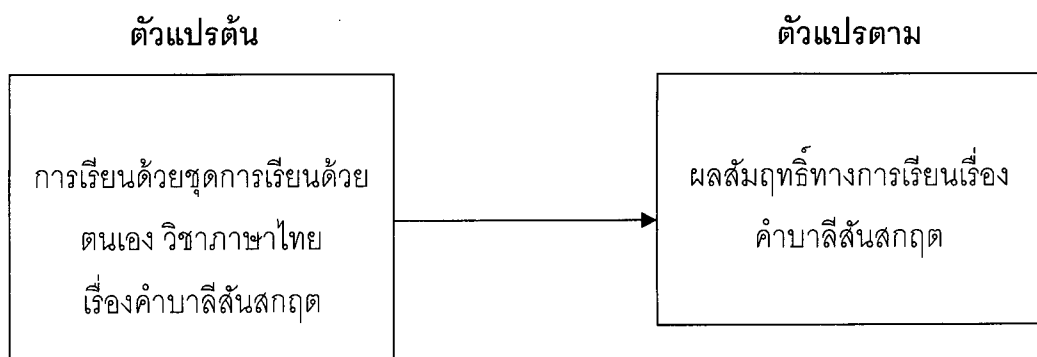 ตัวแปรต้น
การเรียนด้วยชุดการเรียนด้วย
ตนเอง วิชาภาษาไทย
เรื่องคำบาลีสันสกฤต
ตัวแปรตาม
ผลสัมฤทธิ์ทางการเรียนเรื่อง
คำบาลีสันสกฤต